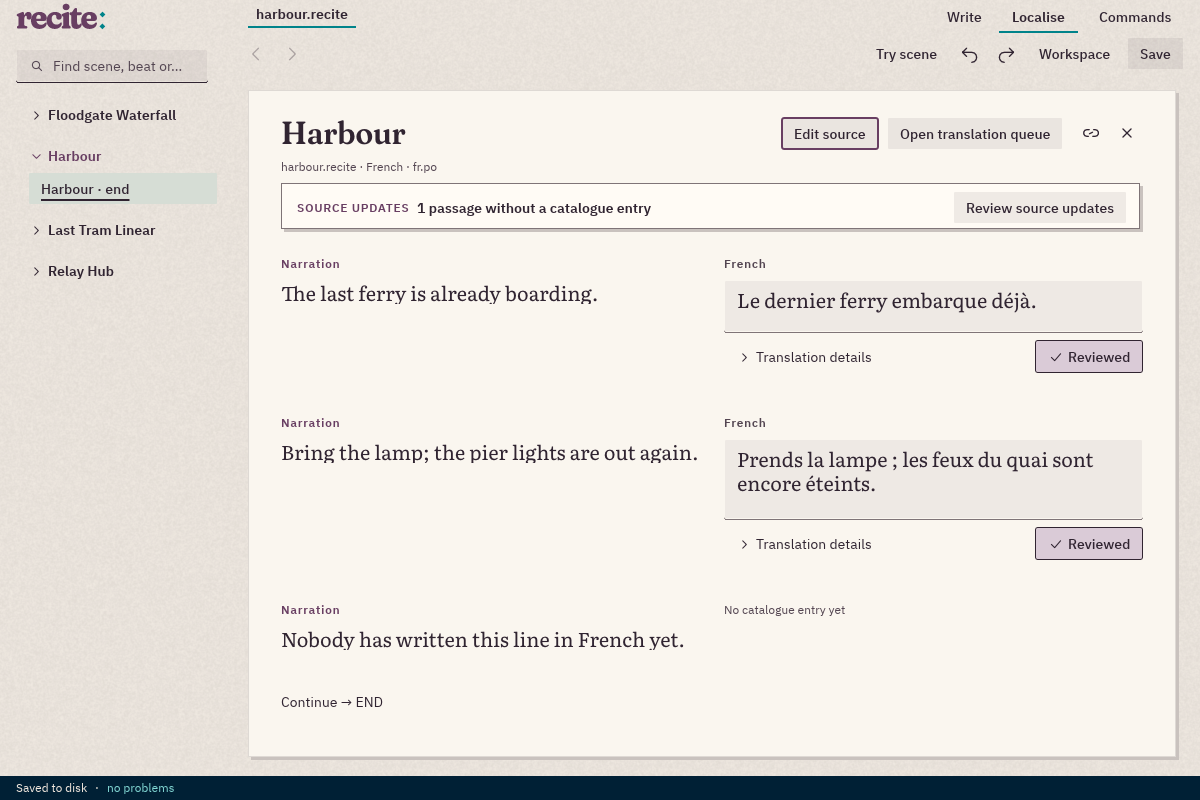 recite:
harbour.recite
Write
Localise
Commands
Find scene, beat or...
Try scene
Workspace
Save
Floodgate Waterfall
Harbour
Harbour · end
Last Tram Linear
Relay Hub
Harbour
Edit source
Open translation queue
harbour.recite · French · fr.po
SOURCE UPDATES 1 passage without a catalogue entry
Review source updates
Narration
French
The last ferry is already boarding.
Le dernier ferry embarque déjà.
Translation details
Reviewed
Narration
French
Bring the lamp; the pier lights are out again.
Prends la lampe ; les feux du quai sont
encore éteints.
Translation details
Reviewed
Narration
No catalogue entry yet
Nobody has written this line in French yet.
Continue → END
Saved to disk · no problems